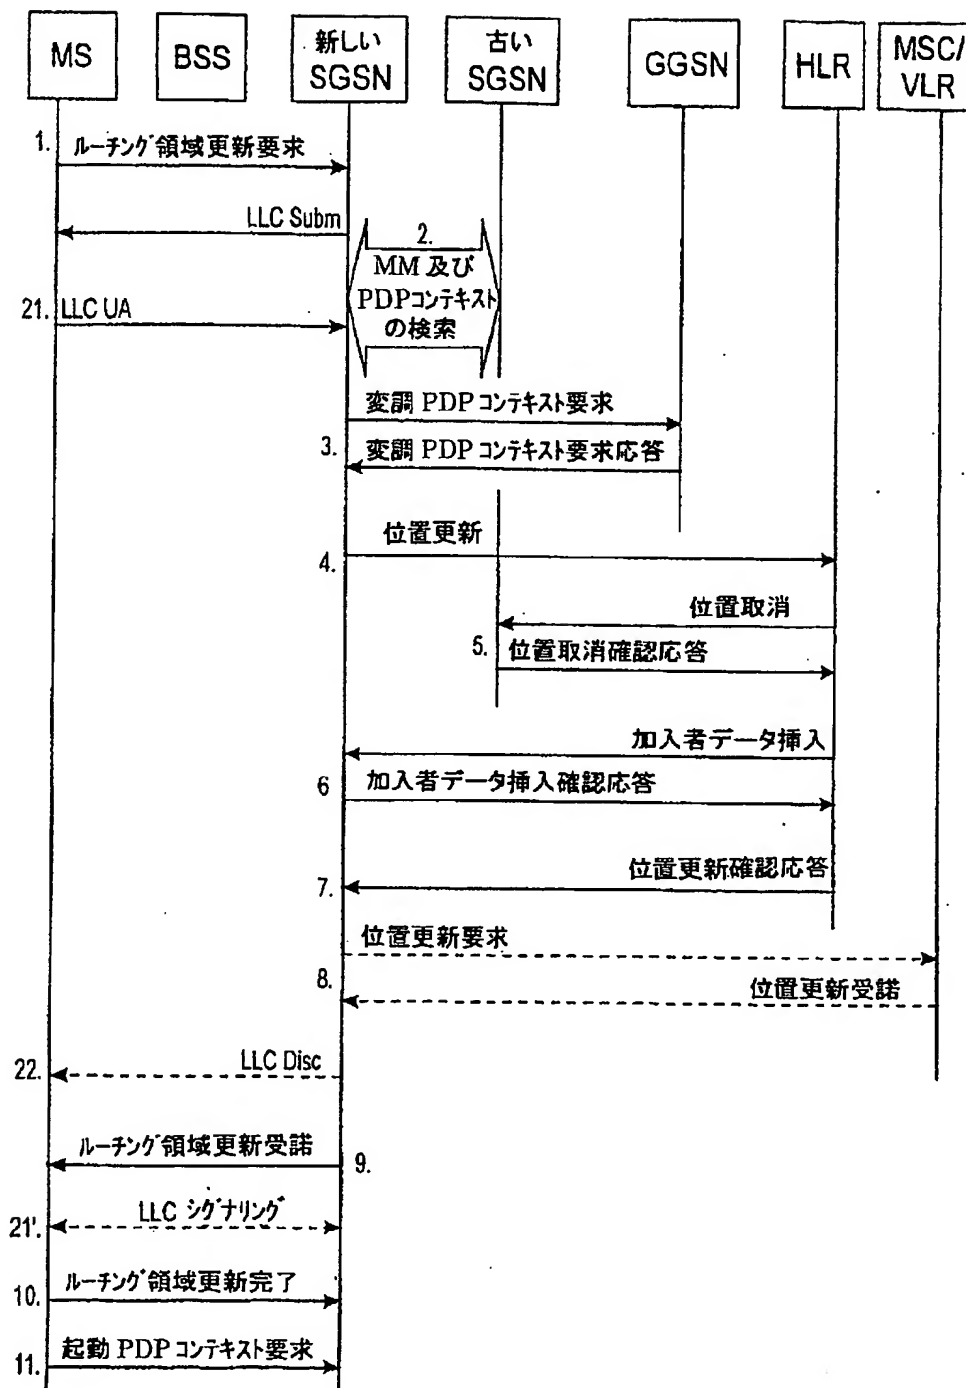 MS
BSS
新しい
SGSN
古い
SGSN
GGSN
HLR
MSC/
VLR
1. ルーチング領域更新要求
LLC Subm
2.
MM 及び
PDPコンテキスト
の検索
21. LLC UA
変調 PDP コンテキスト要求
3. 変調 PDP コンテキスト要求応答
位置更新
4.
位置取消
5. 位置取消確認応答
加入者データ挿入
6 加入者データ挿入確認応答
位置更新確認応答
7.
位置更新要求
8. 位置更新受諾
22. LLC Disc
ルーチング領域更新受諾
9.
LLC シグナリング
21'.
ルーチング領域更新完了
10.
起動 PDP コンテキスト要求
11.